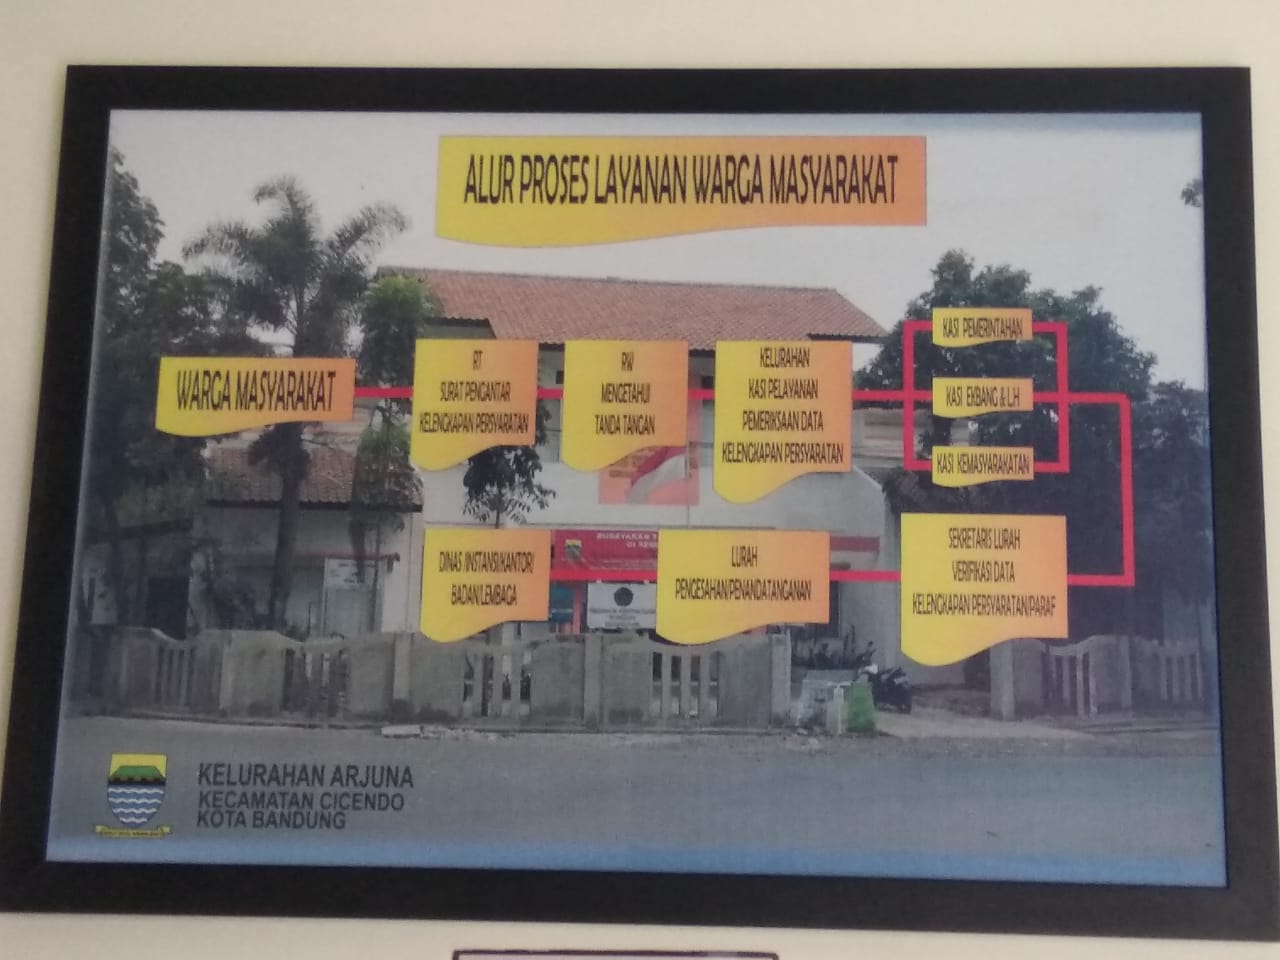 ALUR PROSES LAYANAN WARGA MASYARAKAT
WARGA MASYARAKAT
RT
SURAT PENGANTAR
KELENGKAPAN PERSYARATAN
RW
MENGETAHUI
TANDA TANGAN
KELURAHAN
KASI PELAYANAN
PEMERIKSAAN DATA
KELENGKAPAN PERSYARATAN
KASI PEMERINTAHAN
KASI EKBANG & LH
KASI KEMASYARAKATAN
SEKRETARIS LURAH
VERIFIKASI DATA
KELENGKAPAN PERSYARATAN/PARAF
LURAH
PENGESAHAN/PENANDATANGANAN
DINAS /INSTANSI/KANTOR/
BADAN/LEMBAGA
KELURAHAN ARJUNA
KECAMATAN CICENDO
KOTA BANDUNG